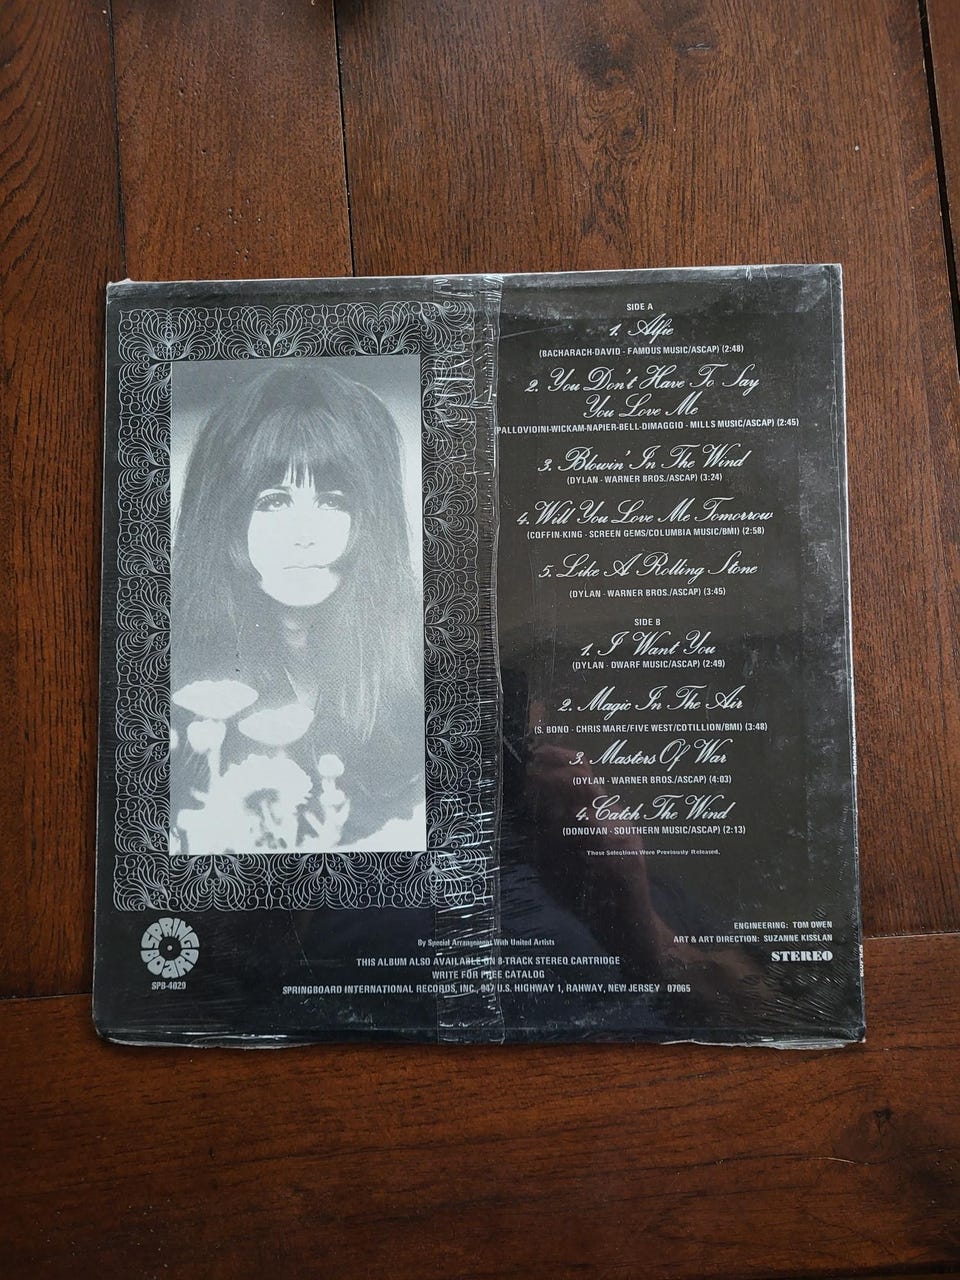 SIDE A
1. Alfie
(BACHARACH-DAVID - FAMOUS MUSIC/ASCAP) (2:48)
2. You Don't Have To Say
You Love Me
PALLOVIOINI-WICKAM-NAPIER-BELL-DIMAGGIO - MILLS MUSIC/ASCAP) (2:45)
3. Blowin' In The Wind
(DYLAN - WARNER BROS./ASCAP) (3:24)
4. Will You Love Me Tomorrow
(COFFIN-KING - SCREEN GEMS/COLUMBIA MUSIC/BMI) (2:58)
5. Like A Rolling Stone
(DYLAN - WARNER BROS./ASCAP) (3:45)
SIDE B
1. I Want You
(DYLAN - DWARF MUSIC/ASCAP) (2:49)
2. Magic In The Air
(S. BONO - CHRIS MARE/FIVE WEST/COTILLION/BMI) (3:48)
3. Masters Of War
(DYLAN - WARNER BROS./ASCAP) (4:03)
4. Catch The Wind
(DONOVAN - SOUTHERN MUSIC/ASCAP) (2:13)
These Selections Were Previously Released.
SPRING
BOARD
SPB-4029
By Special Arrangement With United Artists
THIS ALBUM ALSO AVAILABLE ON 8-TRACK STEREO CARTRIDGE
WRITE FOR FREE CATALOG
SPRINGBOARD INTERNATIONAL RECORDS, INC., 947 U.S. HIGHWAY 1, RAHWAY, NEW JERSEY 07065
ENGINEERING: TOM OWEN
ART & ART DIRECTION: SUZANNE KISSLAN
STEREO